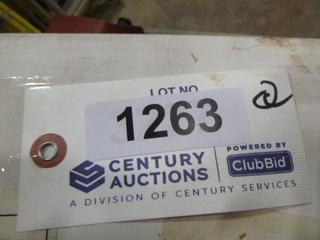 LOT NO
1263
CENTURY
AUCTIONS
POWERED BY
ClubBid
A DIVISION OF CENTURY SERVICES